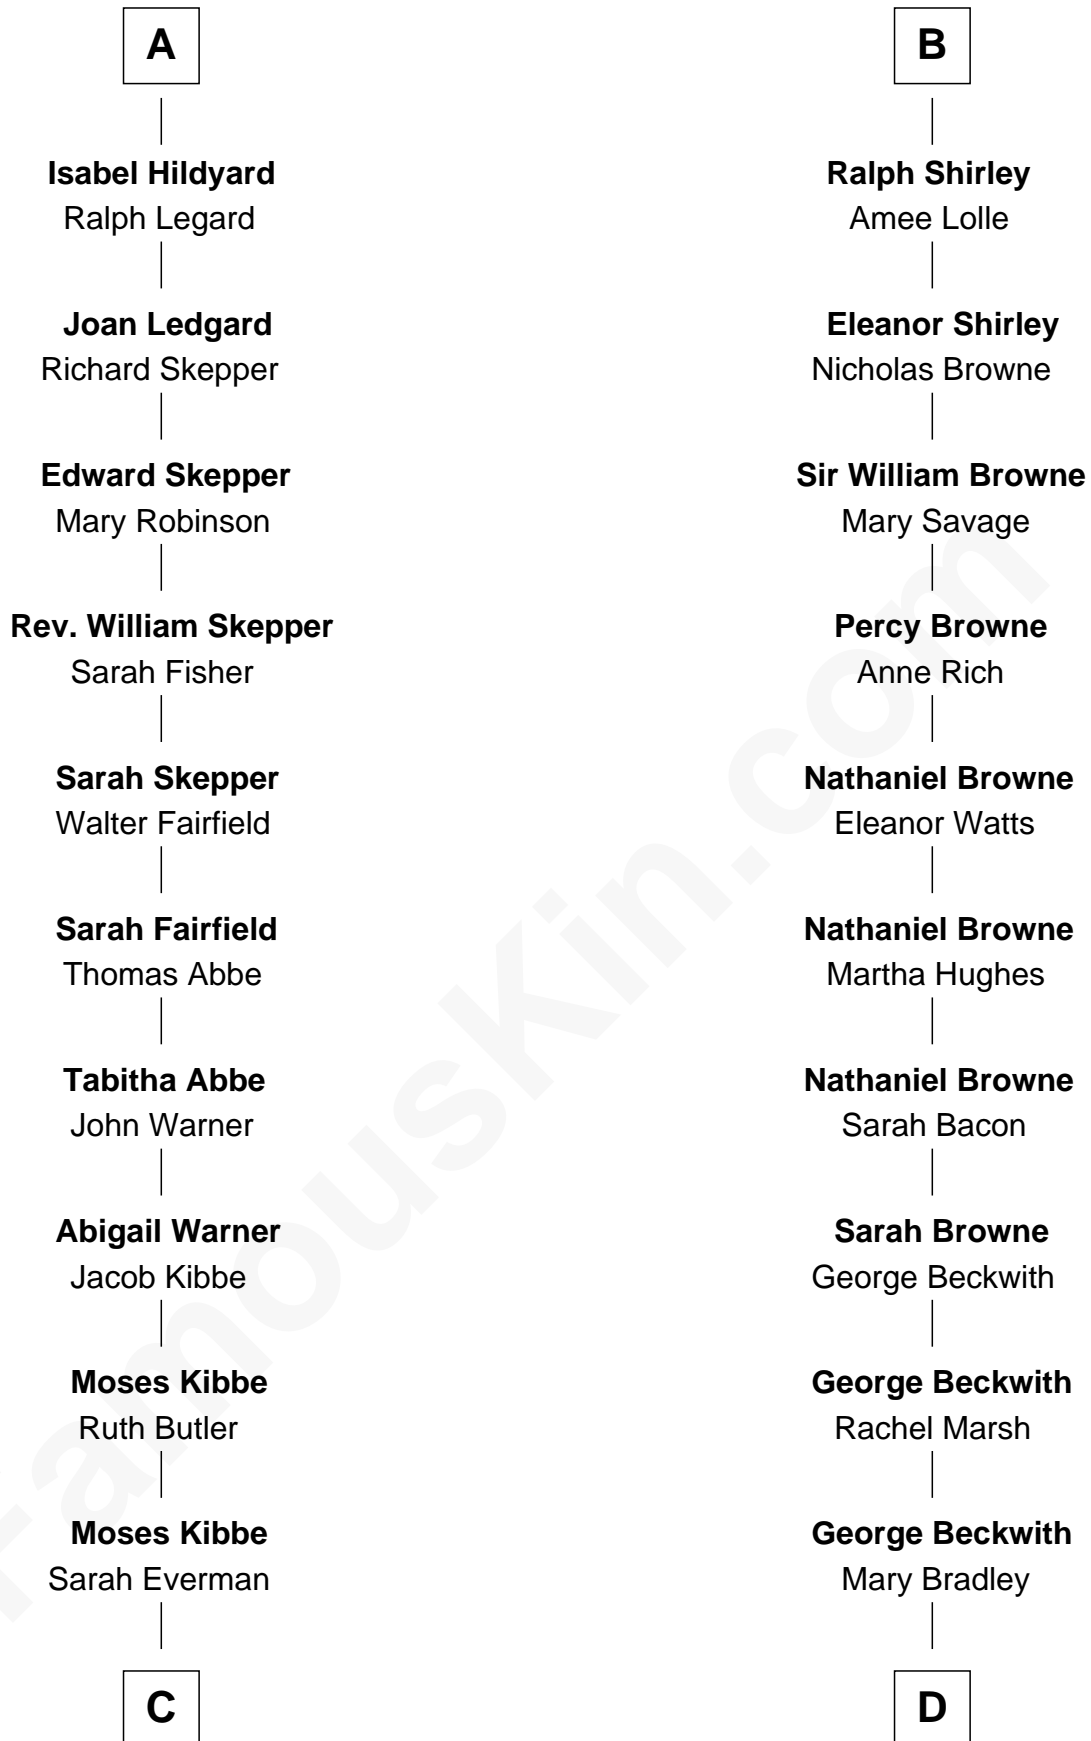 A
Isabel Hildyard
Ralph Legard
Joan Ledgard
Richard Skepper
Edward Skepper
Mary Robinson
Rev. William Skepper
Sarah Fisher
Sarah Skepper
Walter Fairfield
Sarah Fairfield
Thomas Abbe
Tabitha Abbe
John Warner
Abigail Warner
Jacob Kibbe
Moses Kibbe
Ruth Butler
Moses Kibbe
Sarah Everman
C
B
Ralph Shirley
Amee Lolle
Eleanor Shirley
Nicholas Browne
Sir William Browne
Mary Savage
Percy Browne
Anne Rich
Nathaniel Browne
Eleanor Watts
Nathaniel Browne
Martha Hughes
Nathaniel Browne
Sarah Bacon
Sarah Browne
George Beckwith
George Beckwith
Rachel Marsh
George Beckwith
Mary Bradley
D
FamousKin.com